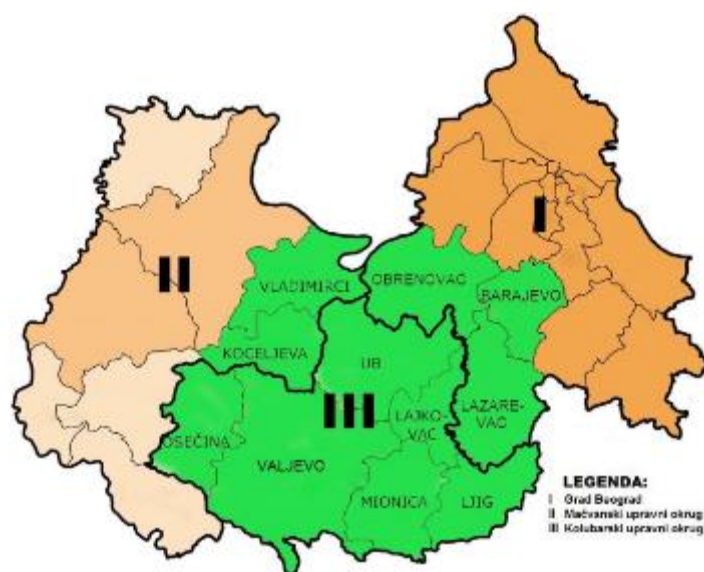 I
II
VLADIMIRCI
OBRENOVAC
BARAJEVO
KOCELJEVA
UB
III
LAJKO-
VAC
LAZARE-
VAC
OSEČINA
VALJEVO
MIONICA
LJIG
LEGENDA:
I Grad Beograd
II Mačvanski upravni okrug
III Kolubarski upravni okrug